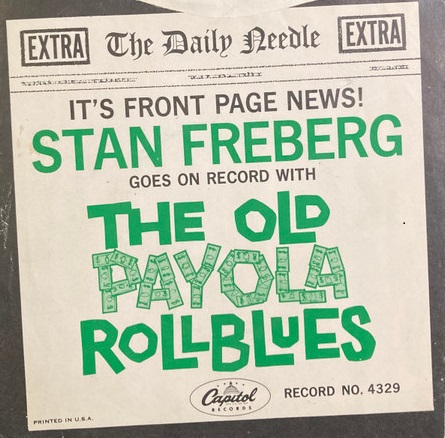 EXTRA The Daily Needle EXTRA
IT'S FRONT PAGE NEWS!
STAN FREBERG
GOES ON RECORD WITH
THE OLD
PAYOLA
ROLL BLUES
Capitol
RECORDS
RECORD NO. 4329
PRINTED IN U.S.A.